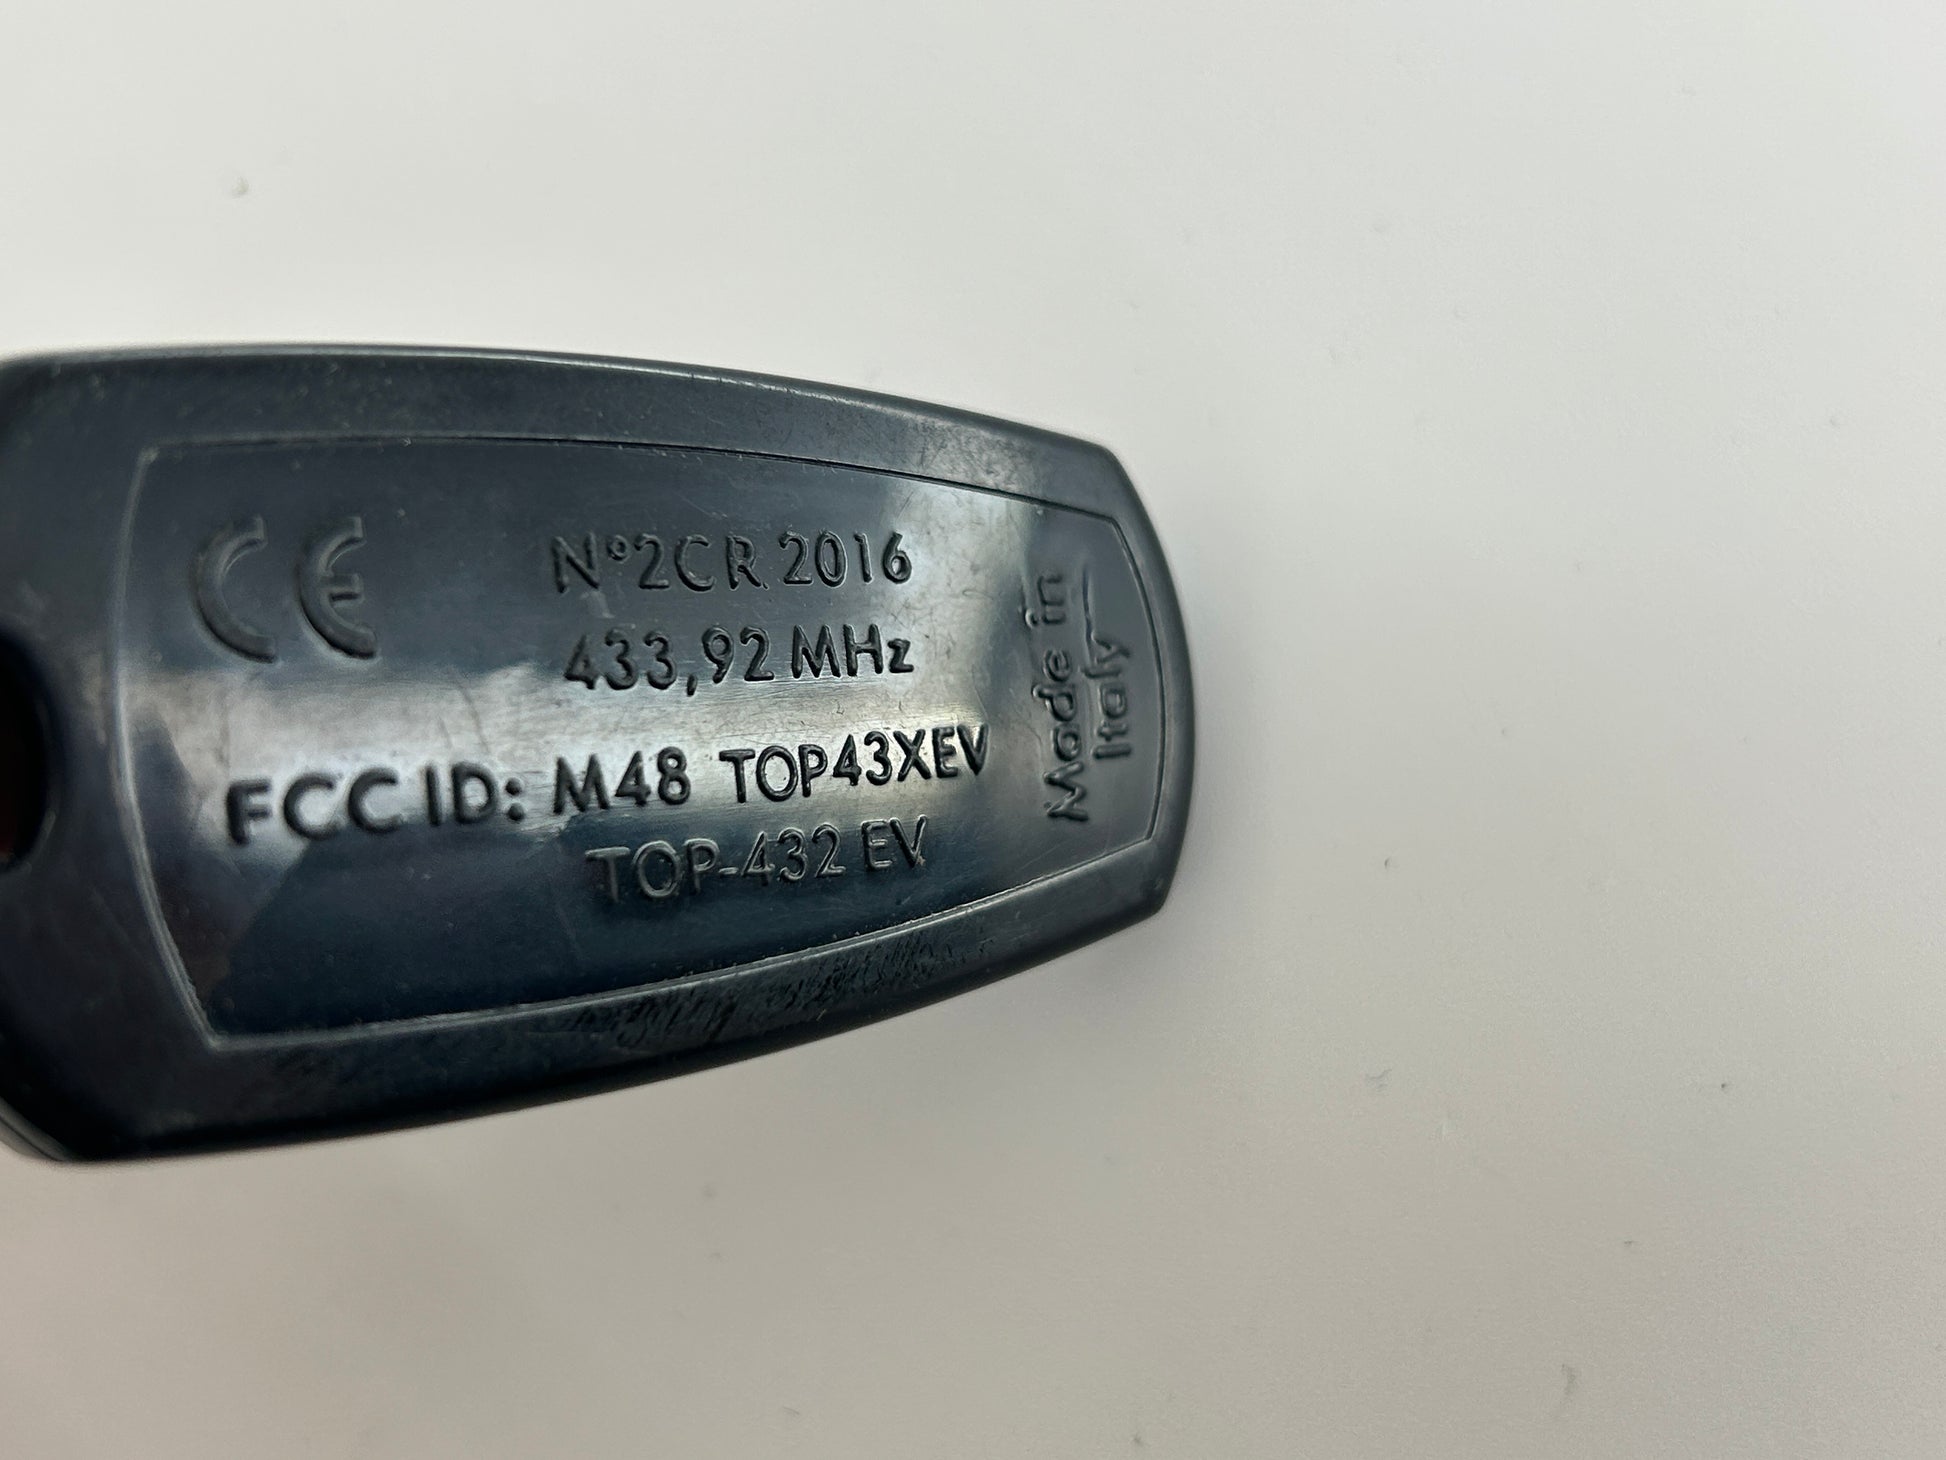 CE
N°2CR 2016
433,92 MHz
FCC ID: M48 TOP43XEV
TOP-432 EV
Made in
Italy